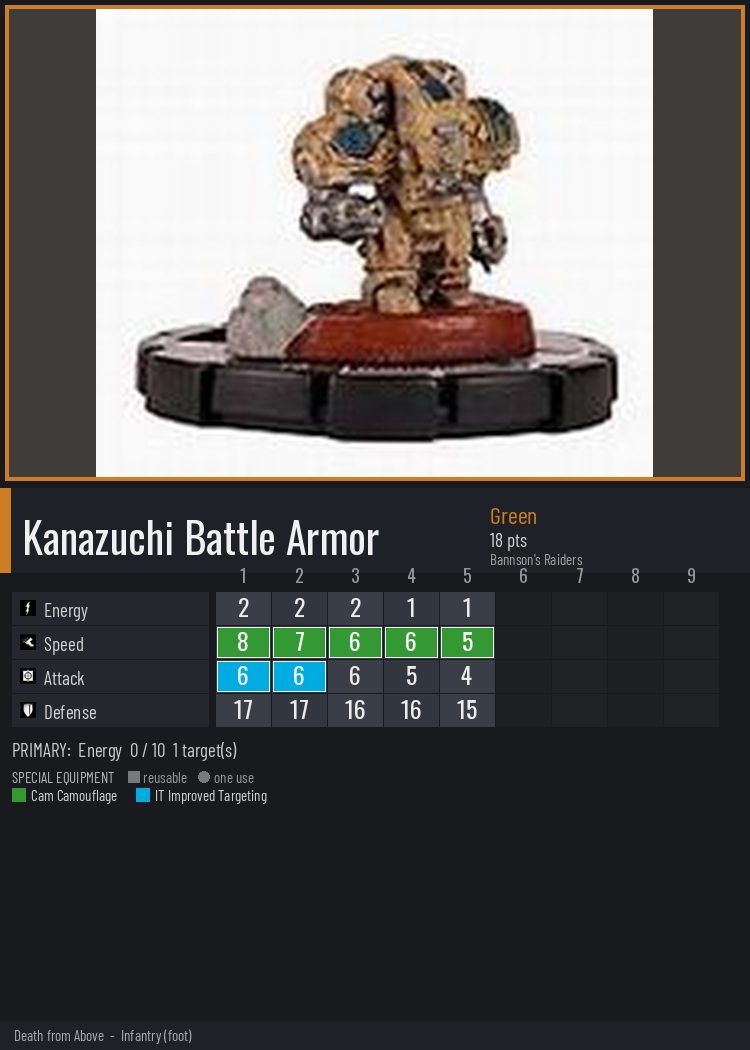 Kanazuchi Battle Armor
Green
18 pts
Bannson's Raiders
1 2 3 4 5 6 7 8 9
Energy 2 2 2 1 1
Speed 8 7 6 6 5
Attack 6 6 6 5 4
Defense 17 17 16 16 15
PRIMARY: Energy 0 / 10 1 target(s)
SPECIAL EQUIPMENT reusable one use
Cam Camouflage IT Improved Targeting
Death from Above - Infantry (foot)